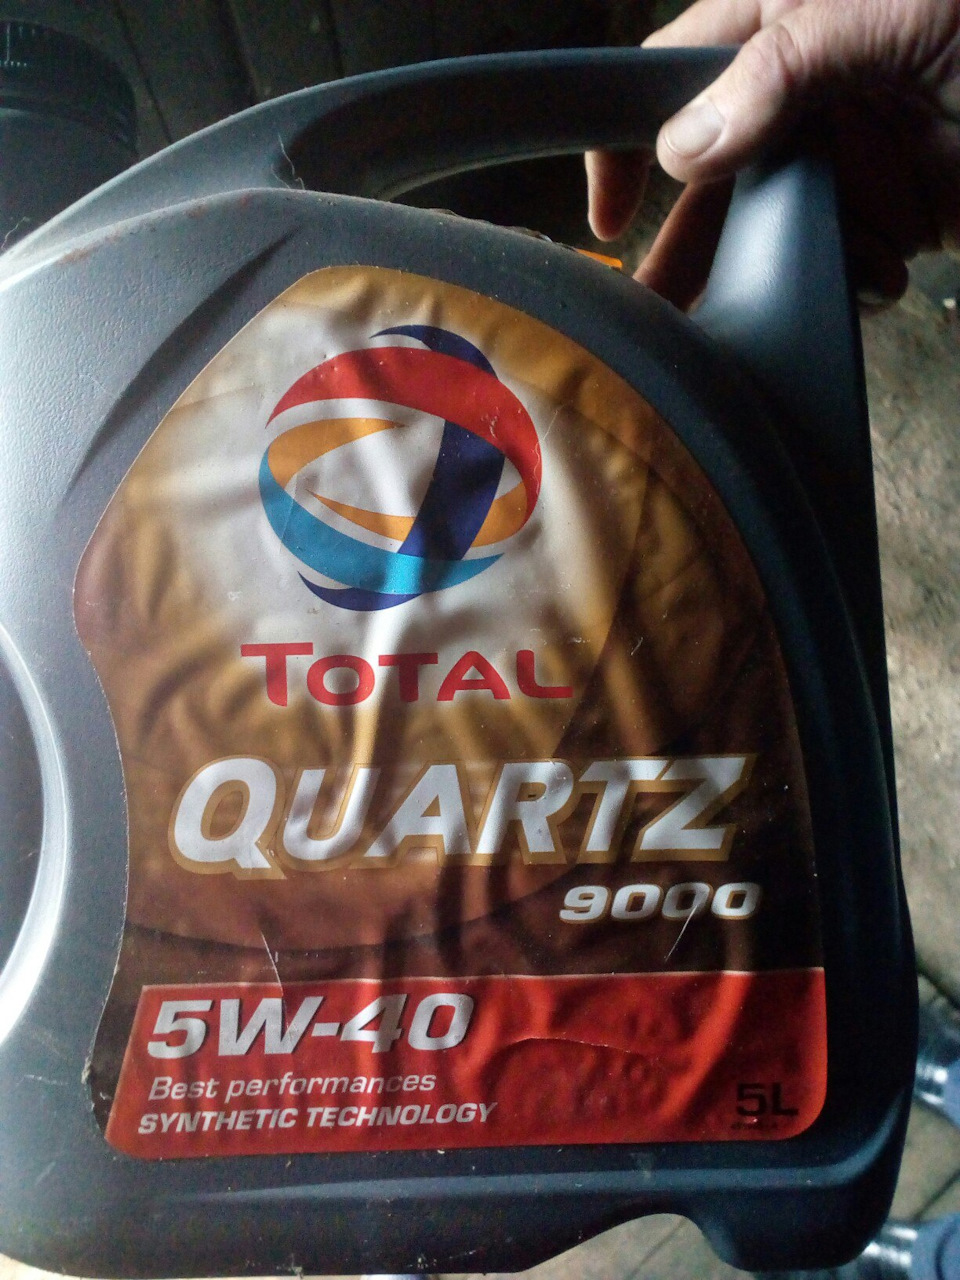 TOTAL
QUARTZ
9000
5W-40
Best performances
SYNTHETIC TECHNOLOGY
5L